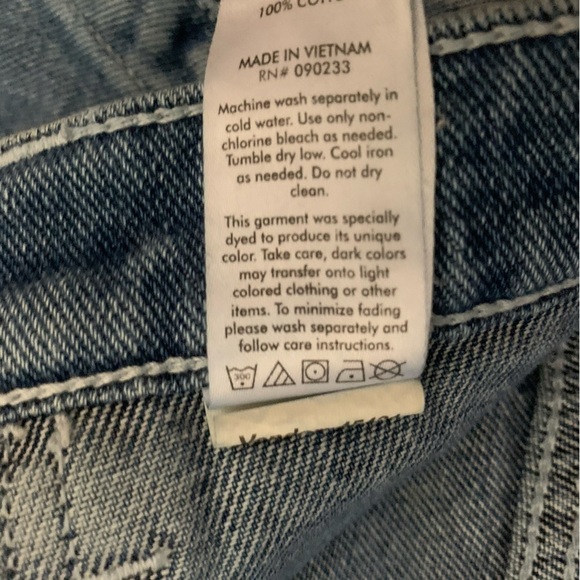 100%
MADE IN VIETNAM
RN# 090233
Machine wash separately in
cold water. Use only non-
chlorine bleach as needed.
Tumble dry low. Cool iron
as needed. Do not dry
clean.
This garment was specially
dyed to produce its unique
color. Take care, dark colors
may transfer onto light
colored clothing or other
items. To minimize fading
please wash separately and
follow care instructions.